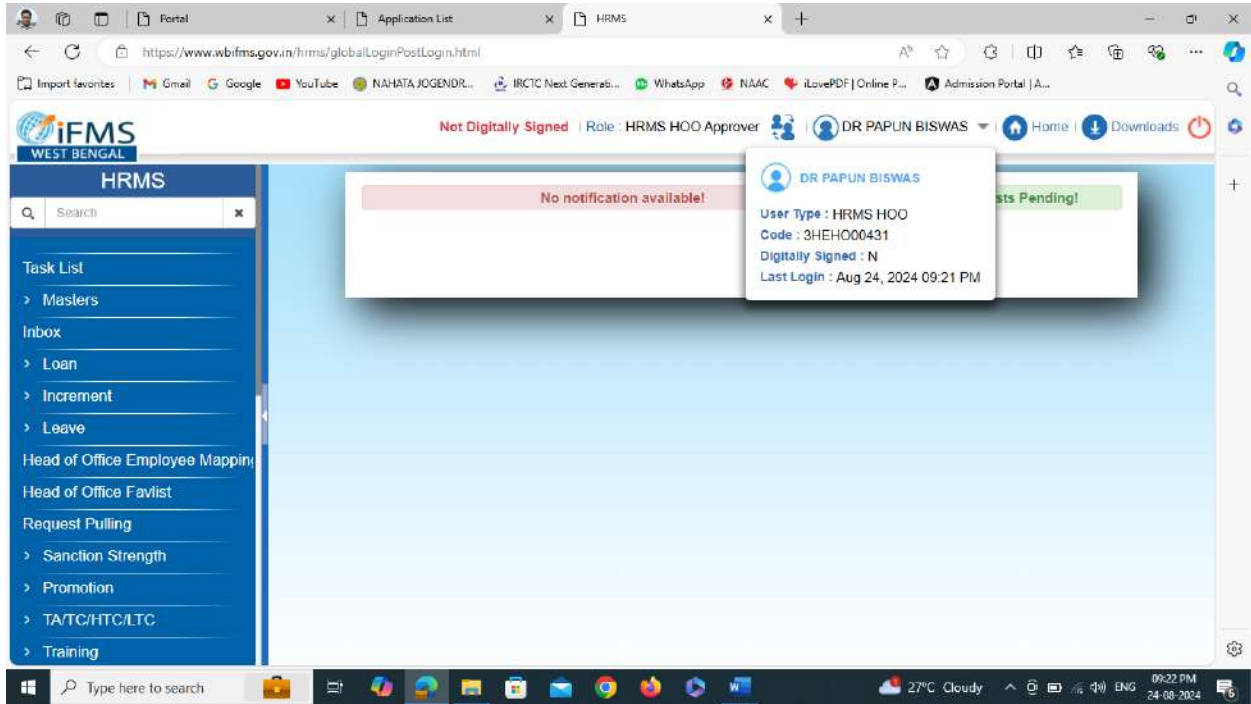 Portal
Application List
HRMS
https://www.wbifms.gov.in/hrms/globalLoginPostLogin.html
Import favorites
Gmail
Google
YouTube
NAHATA JOGENDR...
IRCTC Next Generati...
WhatsApp
NAAC
iLovePDF | Online P...
Admission Portal | A...
iFMS
WEST BENGAL
Not Digitally Signed
Role : HRMS HOO Approver
DR PAPUN BISWAS
Home
Downloads
HRMS
Search
Task List
Masters
Inbox
Loan
Increment
Leave
Head of Office Employee Mapping
Head of Office Favlist
Request Pulling
Sanction Strength
Promotion
TA/TC/HTC/LTC
Training
No notification available!
sts Pending!
DR PAPUN BISWAS
User Type : HRMS HOO
Code : 3HEHO00431
Digitally Signed : N
Last Login : Aug 24, 2024 09:21 PM
Type here to search
27°C Cloudy
ENG
09:22 PM
24-08-2024
6